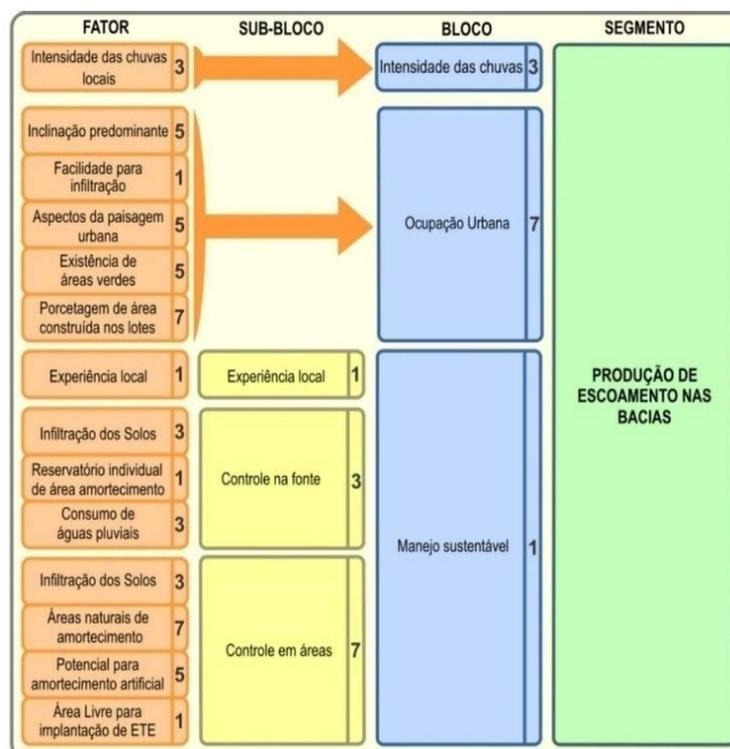 FATOR SUB-BLOCO BLOCO SEGMENTO
Intensidade das chuvas
locais
3
Intensidade das chuvas 3
Inclinação predominante 5
Facilidade para
infiltração
1
Aspectos da paisagem
urbana
5
Existência de
áreas verdes
5
Porcetagem de área
construída nos lotes
7
Ocupação Urbana 7
Experiência local 1
Experiência local 1
Infiltração dos Solos 3
Reservatório individual
de área amortecimento
1
Consumo de
águas pluviais
3
Controle na fonte 3
Infiltração dos Solos 3
Áreas naturais de
amortecimento
7
Potencial para
amortecimento artificial
5
Área Livre para
implantação de ETE
1
Controle em áreas 7
Manejo sustentável 1
PRODUÇÃO DE
ESCOAMENTO NAS
BACIAS